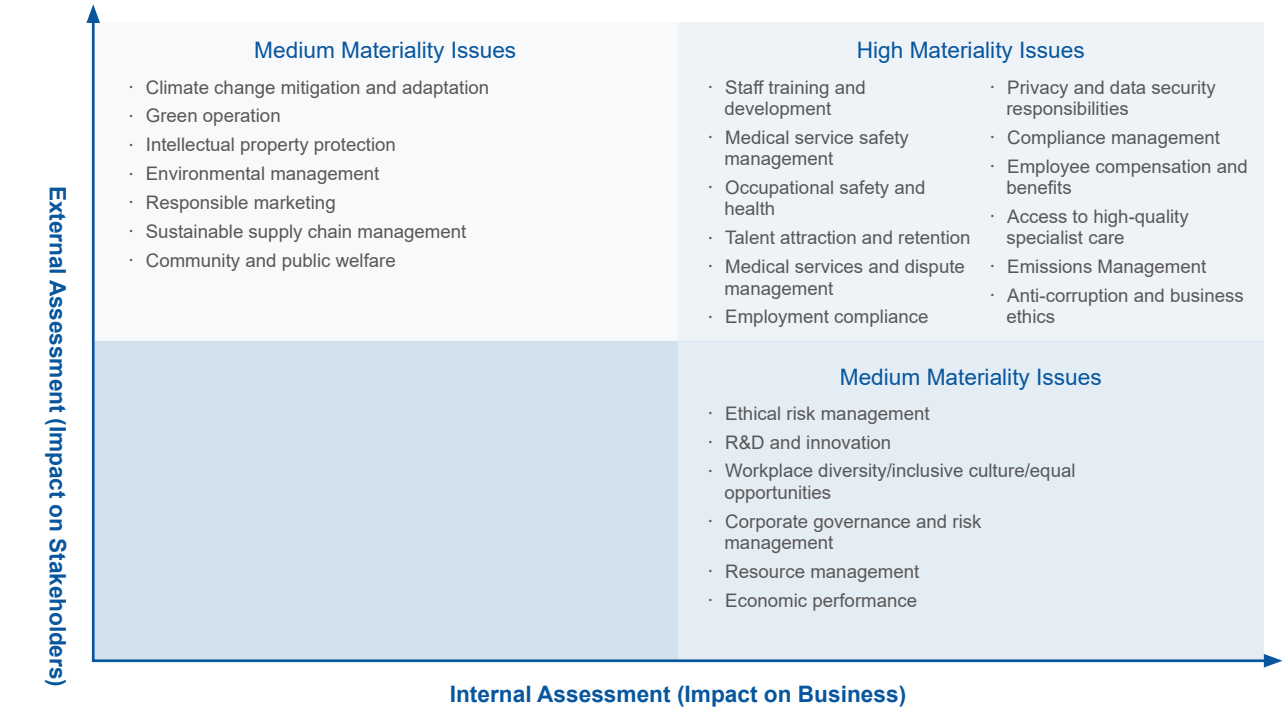 External Assessment (Impact on Stakeholders)
Medium Materiality Issues
· Climate change mitigation and adaptation
· Green operation
· Intellectual property protection
· Environmental management
· Responsible marketing
· Sustainable supply chain management
· Community and public welfare
High Materiality Issues
· Staff training and
development
· Medical service safety
management
· Occupational safety and
health
· Talent attraction and retention
· Medical services and dispute
management
· Employment compliance
· Privacy and data security
responsibilities
· Compliance management
· Employee compensation and
benefits
· Access to high-quality
specialist care
· Emissions Management
· Anti-corruption and business
ethics
Medium Materiality Issues
· Ethical risk management
· R&D and innovation
· Workplace diversity/inclusive culture/equal
opportunities
· Corporate governance and risk
management
· Resource management
· Economic performance
Internal Assessment (Impact on Business)